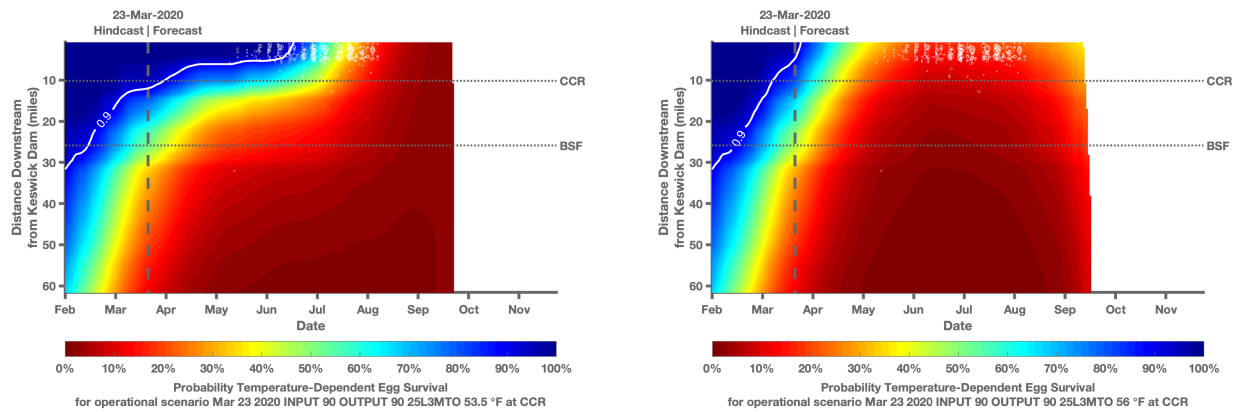 23-Mar-2020
Hindcast | Forecast
0.9
CCR
BSF
10
20
30
40
50
60
Distance Downstream
from Keswick Dam (miles)
Feb Mar Apr May Jun Jul Aug Sep Oct Nov
Date
0% 10% 20% 30% 40% 50% 60% 70% 80% 90% 100%
Probability Temperature-Dependent Egg Survival
for operational scenario Mar 23 2020 INPUT 90 OUTPUT 90 25L3MTO 53.5 °F at CCR
23-Mar-2020
Hindcast | Forecast
0.9
CCR
BSF
10
20
30
40
50
60
Distance Downstream
from Keswick Dam (miles)
Feb Mar Apr May Jun Jul Aug Sep Oct Nov
Date
0% 10% 20% 30% 40% 50% 60% 70% 80% 90% 100%
Probability Temperature-Dependent Egg Survival
for operational scenario Mar 23 2020 INPUT 90 OUTPUT 90 25L3MTO 56 °F at CCR